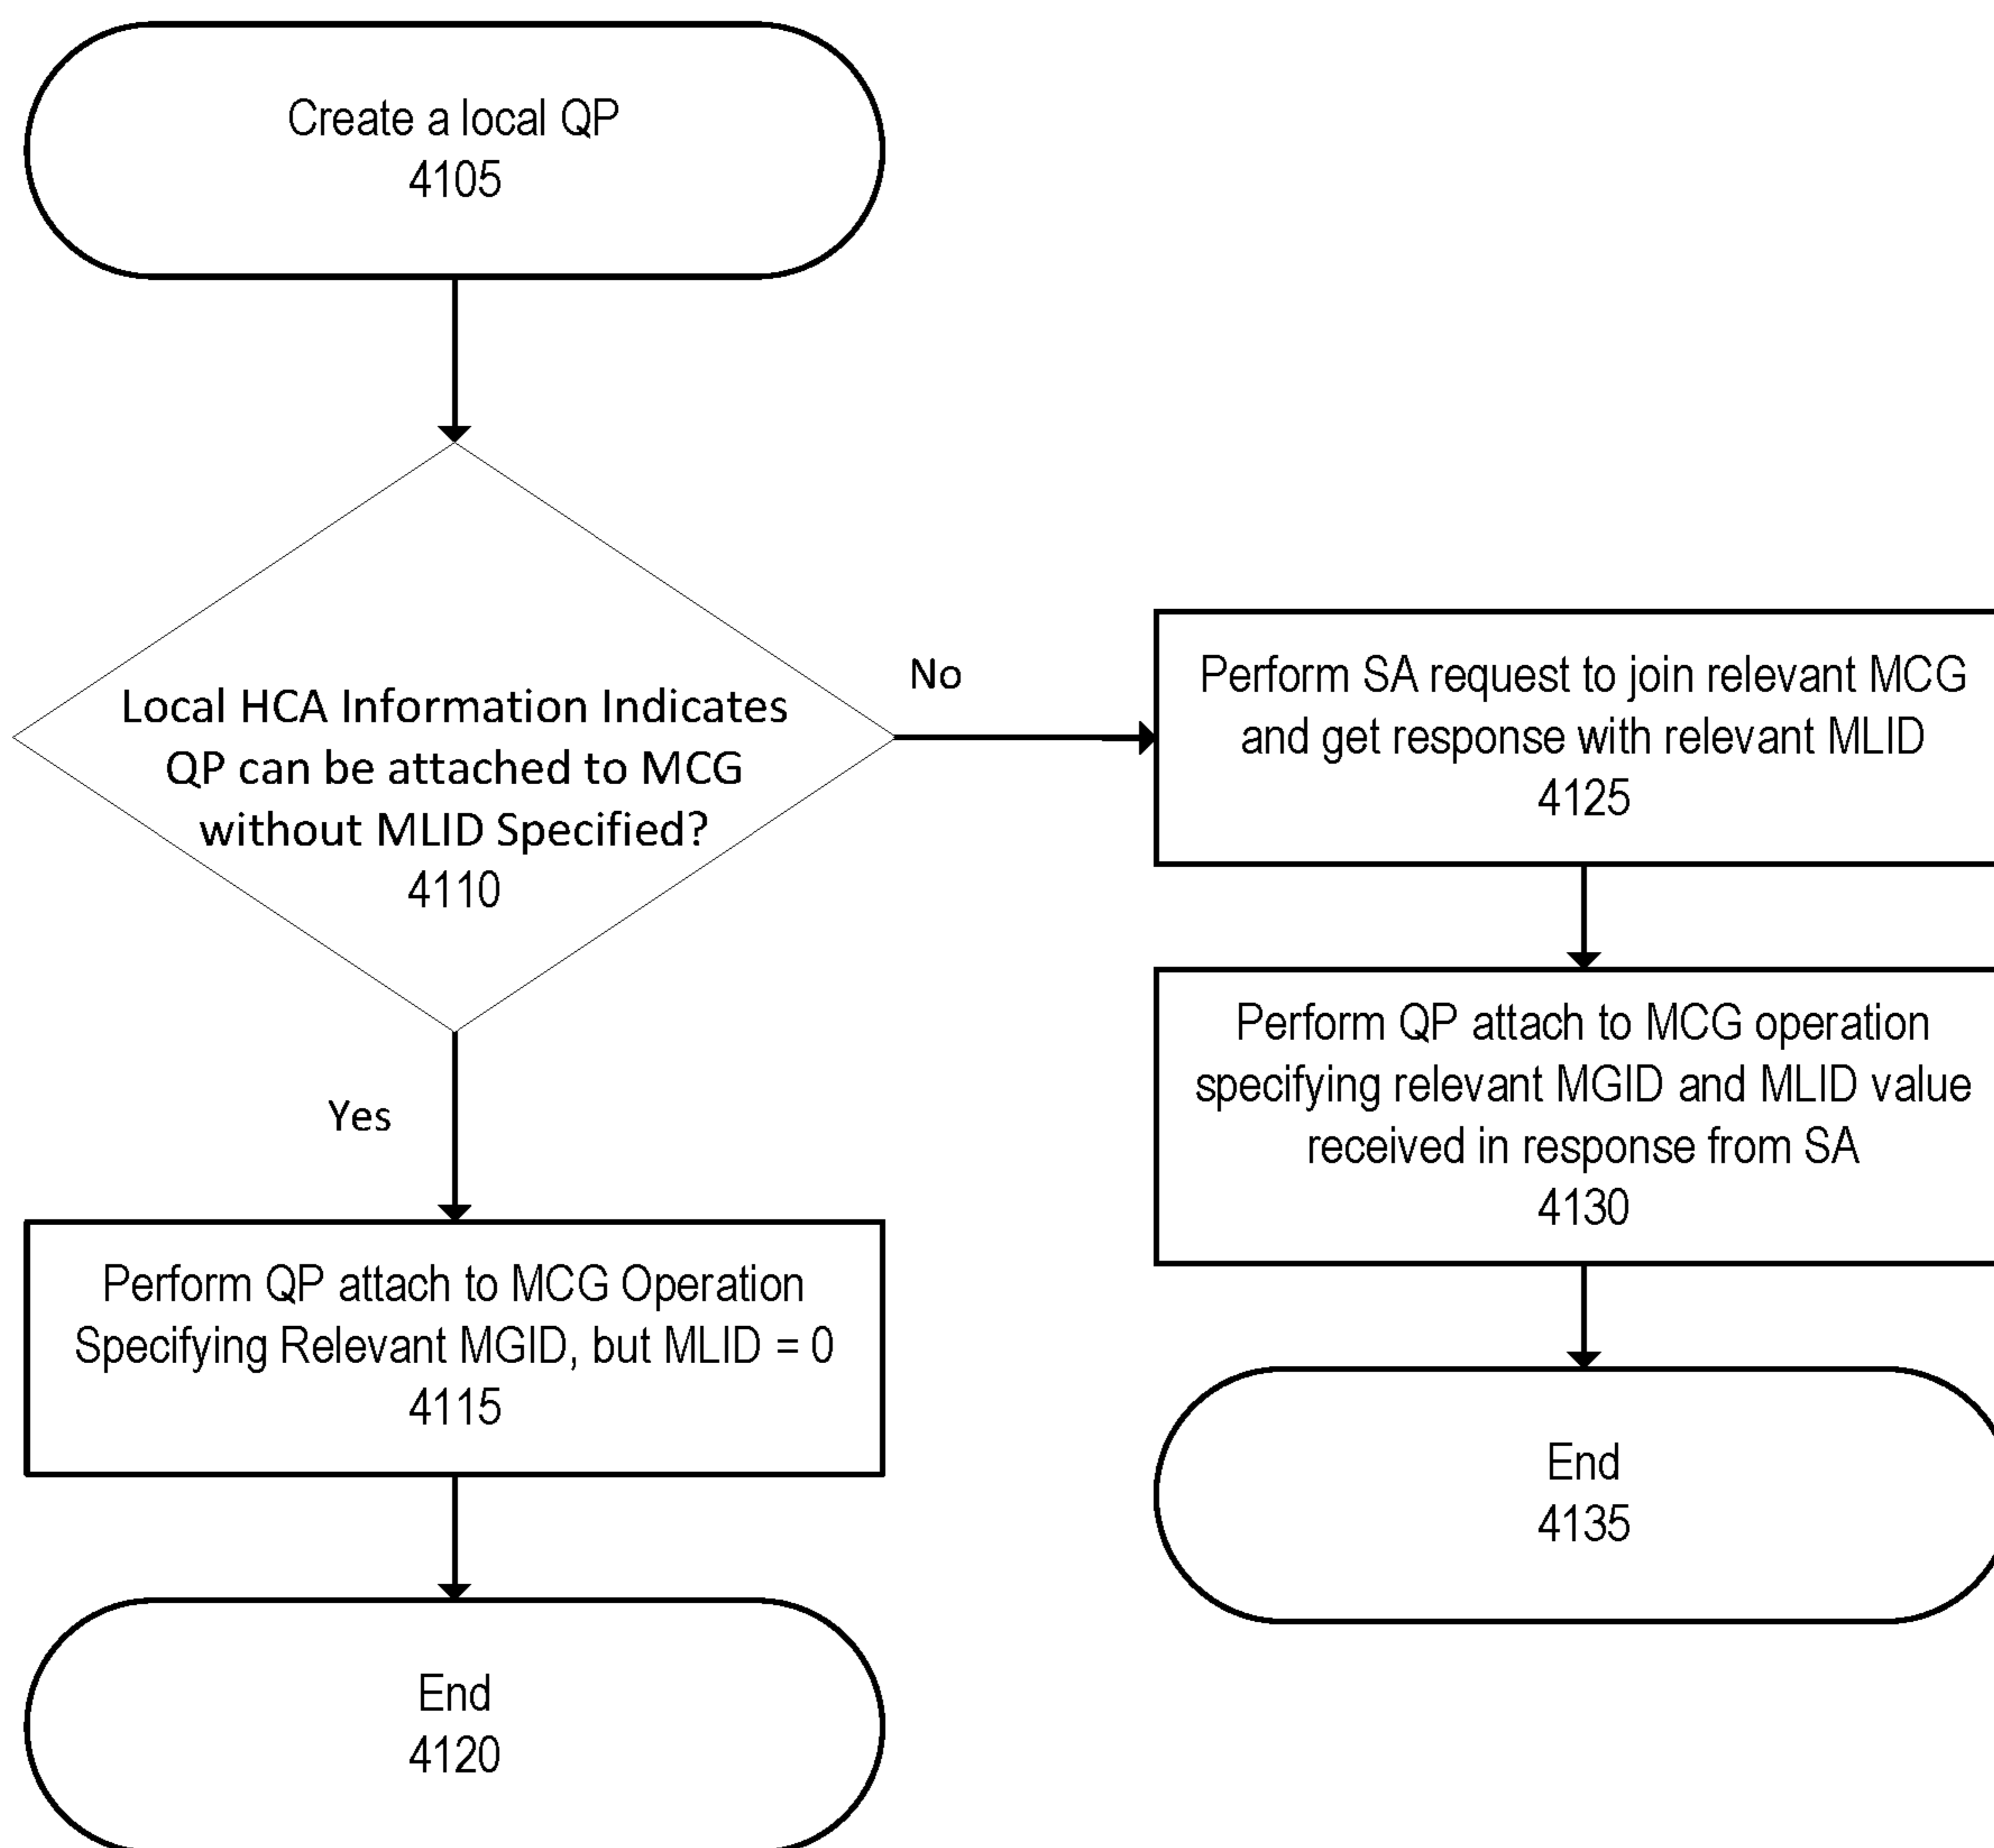 Create a local QP
4105
Local HCA Information Indicates
QP can be attached to MCG
without MLID Specified?
4110
No
Perform SA request to join relevant MCG
and get response with relevant MLID
4125
Perform QP attach to MCG operation
specifying relevant MGID and MLID value
received in response from SA
4130
End
4135
Yes
Perform QP attach to MCG Operation
Specifying Relevant MGID, but MLID = 0
4115
End
4120